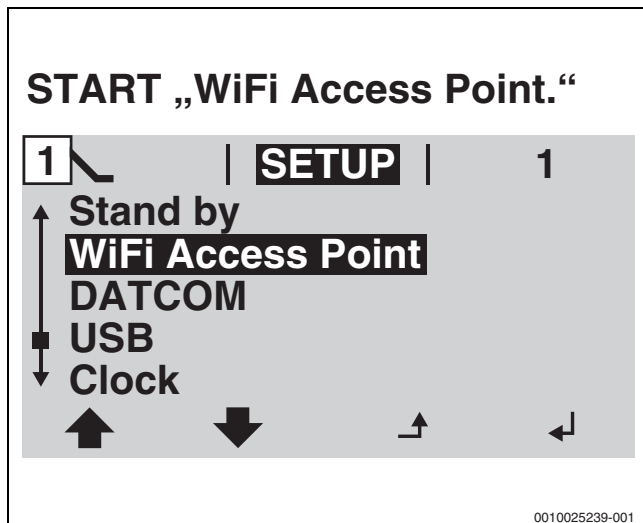 START „WiFi Access Point.“
1 | SETUP | 1
Stand by
WiFi Access Point
DATCOM
USB
Clock
0010025239-001